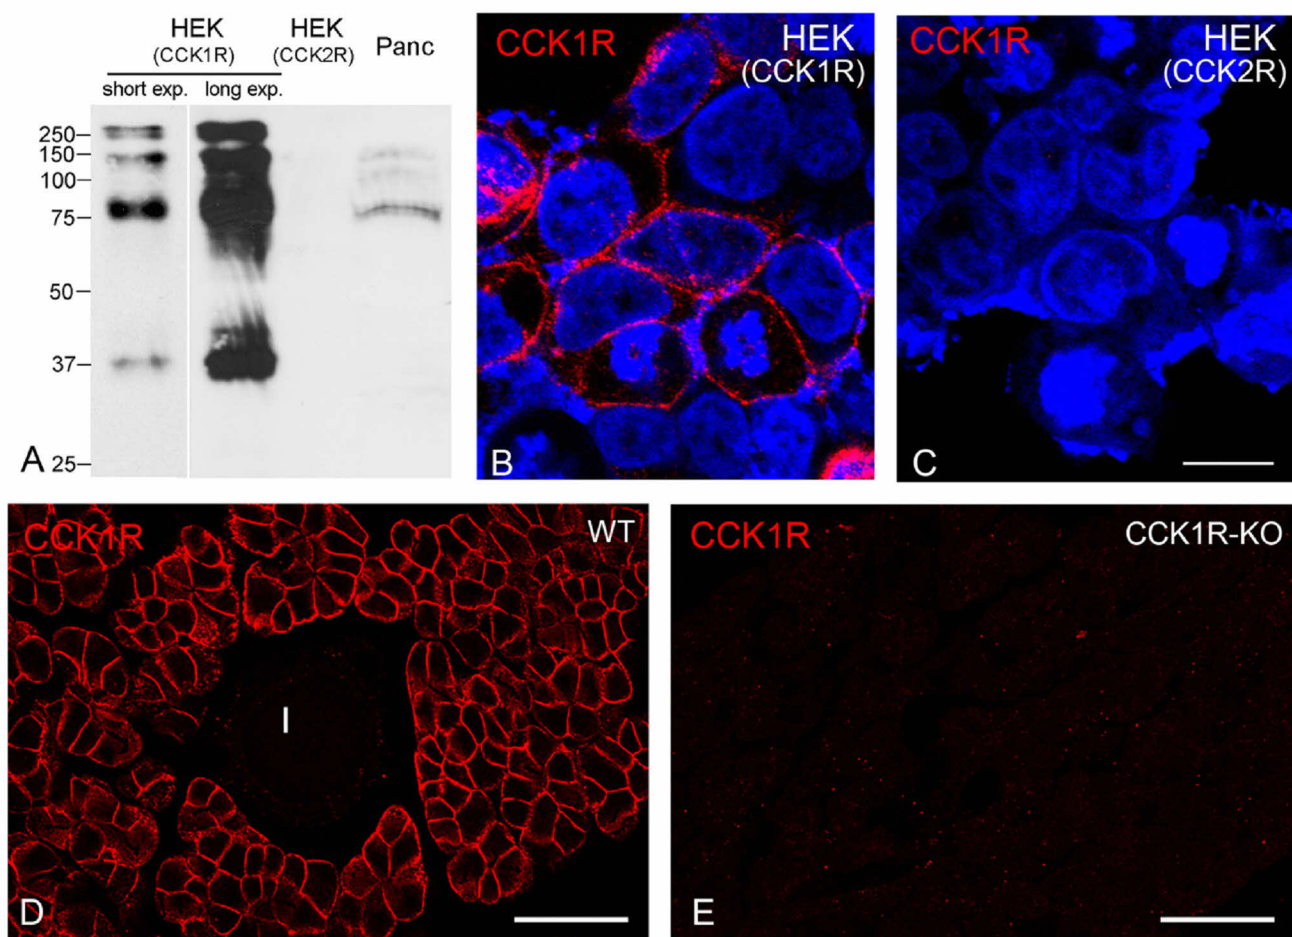 HEK
(CCK1R)
HEK
(CCK2R)
Panc
short exp.
long exp.
250
150
100
75
50
37
25
A
CCK1R
HEK
(CCK1R)
B
CCK1R
HEK
(CCK2R)
C
CCK1R
WT
I
D
CCK1R
CCK1R-KO
E